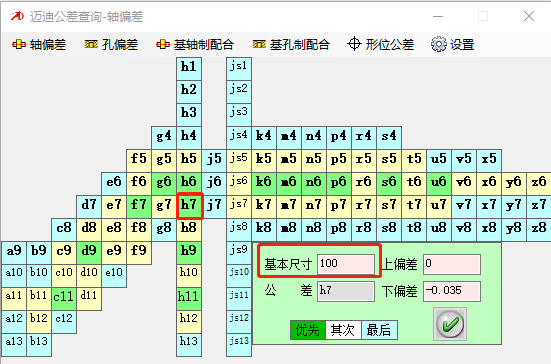 迈迪公差查询-轴偏差
轴偏差 孔偏差 基轴制配合 基孔制配合 形位公差 设置
h1 js1
h2 js2
h3 js3
g4 h4 js4 k4 m4 n4 p4 r4 s4
f5 g5 h5 j5 js5 k5 m5 n5 p5 r5 s5 t5 u5 v5 x5
e6 f6 g6 h6 j6 js6 k6 m6 n6 p6 r6 s6 t6 u6 v6 x6 y6 z6
d7 e7 f7 g7 h7 j7 js7 k7 m7 n7 p7 r7 s7 t7 u7 v7 x7 y7 z7
c8 d8 e8 f8 g8 h8 js8 k8 m8 n8 p8 r8 s8 t8 u8 v8 x8 y8 z8
a9 b9 c9 d9 e9 f9 h9 js9
a10 b10 c10 d10 e10 h10 js10
a11 b11 c11 d11 h11 js11
a12 b12 c12 h12 js12
a13 b13 h13 js13
基本尺寸 100 上偏差 0
公 差 h7 下偏差 -0.035
优先 其次 最后